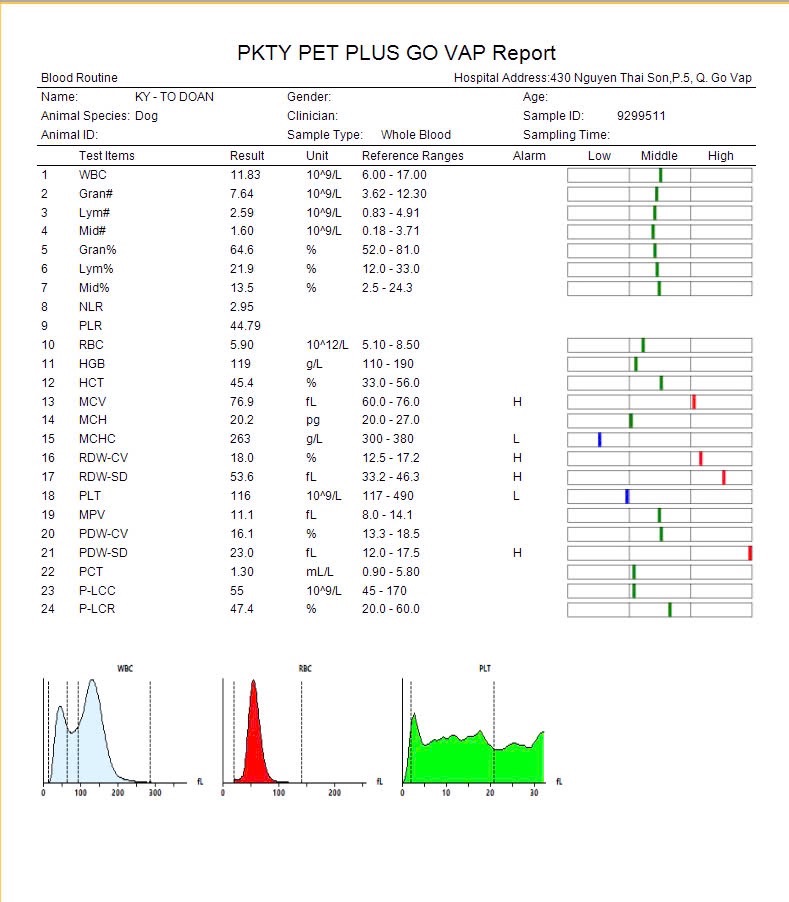 PKTY PET PLUS GO VAP Report
Blood Routine Hospital Address:430 Nguyen Thai Son,P.5, Q. Go Vap
Name: KY - TO DOAN Gender: Age:
Animal Species: Dog Clinician: Sample ID: 9299511
Animal ID: Sample Type: Whole Blood Sampling Time:
Test Items Result Unit Reference Ranges Alarm Low Middle High
1 WBC 11.83 10^9/L 6.00 - 17.00
2 Gran# 7.64 10^9/L 3.62 - 12.30
3 Lym# 2.59 10^9/L 0.83 - 4.91
4 Mid# 1.60 10^9/L 0.18 - 3.71
5 Gran% 64.6 % 52.0 - 81.0
6 Lym% 21.9 % 12.0 - 33.0
7 Mid% 13.5 % 2.5 - 24.3
8 NLR 2.95
9 PLR 44.79
10 RBC 5.90 10^12/L 5.10 - 8.50
11 HGB 119 g/L 110 - 190
12 HCT 45.4 % 33.0 - 56.0
13 MCV 76.9 fL 60.0 - 76.0 H
14 MCH 20.2 pg 20.0 - 27.0
15 MCHC 263 g/L 300 - 380 L
16 RDW-CV 18.0 % 12.5 - 17.2 H
17 RDW-SD 53.6 fL 33.2 - 46.3 H
18 PLT 116 10^9/L 117 - 490 L
19 MPV 11.1 fL 8.0 - 14.1
20 PDW-CV 16.1 % 13.3 - 18.5
21 PDW-SD 23.0 fL 12.0 - 17.5 H
22 PCT 1.30 mL/L 0.90 - 5.80
23 P-LCC 55 10^9/L 45 - 170
24 P-LCR 47.4 % 20.0 - 60.0
WBC RBC PLT
fL fL fL
0 100 200 300 0 100 200 0 10 20 30